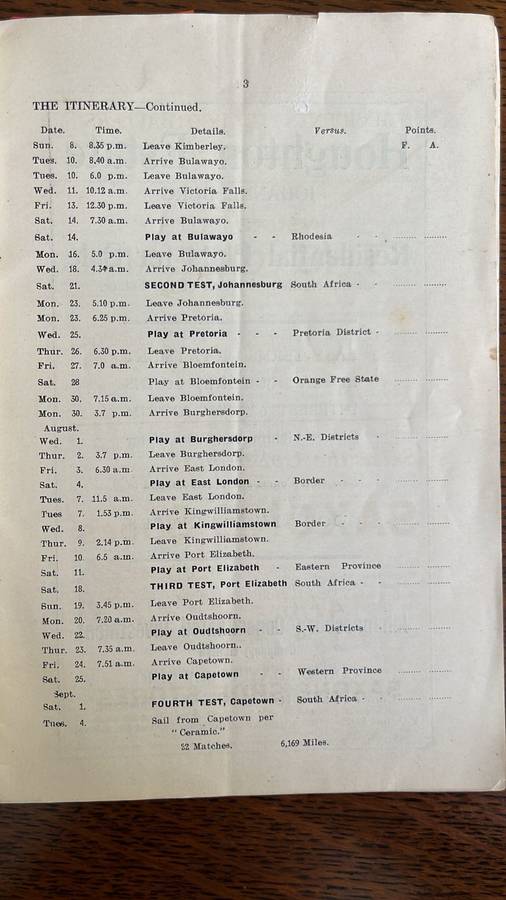 3
THE ITINERARY—Continued.
Date. Time. Details. Versus. Points.
Sun. 8. 8.35 p.m. Leave Kimberley. F. A.
Tues. 10. 8.40 a.m. Arrive Bulawayo.
Tues. 10. 6.0 p.m. Leave Bulawayo.
Wed. 11. 10.12 a.m. Arrive Victoria Falls.
Fri. 13. 12.30 p.m. Leave Victoria Falls.
Sat. 14. 7.30 a.m. Arrive Bulawayo.
Sat. 14. Play at Bulawayo - - Rhodesia - - ........ ........
Mon. 16. 5.0 p.m. Leave Bulawayo.
Wed. 18. a.m. Arrive Johannesburg.
Sat. 21. SECOND TEST, Johannesburg South Africa - - ........ ........
Mon. 23. 5.10 p.m. Leave Johannesburg.
Mon. 23. 6.25 p.m. Arrive Pretoria.
Wed. 25. Play at Pretoria - - - Pretoria District - ........ ........
Thur. 26. 6.30 p.m. Leave Pretoria.
Fri. 27. 7.0 a.m. Arrive Bloemfontein.
Sat. 28 Play at Bloemfontein - - Orange Free State ........ ........
Mon. 30. 7.15 a.m. Leave Bloemfontein.
Mon. 30. 3.7 p.m. Arrive Burghersdorp.
August.
Wed. 1. Play at Burghersdorp - N.-E. Districts - ........ ........
Thur. 2. 3.7 p.m. Leave Burghersdorp.
Fri. 3. 6.30 a.m Arrive East London.
Sat. 4. Play at East London - - Border - - - ........ ........
Tues. 7. 11.5 a.m. Leave East London.
Tues 7. 1.53 p.m. Arrive Kingwilliamstown.
Wed. 8. Play at Kingwilliamstown Border - - - ........ ........
Thur. 9. 2.14 p.m. Leave Kingwilliamstown.
Fri. 10. 6.5 a.m. Arrive Port Elizabeth.
Sat. 11. Play at Port Elizabeth - Eastern Province ........ ........
Sat. 18. THIRD TEST, Port Elizabeth South Africa - - ........ ........
Sun. 19. 3.45 p.m. Leave Port Elizabeth.
Mon. 20. 7.20 a.m. Arrive Oudtshoorn.
Wed. 22. Play at Oudtshoorn - - S.-W. Districts - ........ ........
Thur. 23. 7.35 a.m. Leave Oudtshoorn..
Fri. 24. 7.51 a.m. Arrive Capetown.
Sat. 25. Play at Capetown - - Western Province ........ ........
Sept.
Sat. 1. FOURTH TEST, Capetown - South Africa - - ........ ........
Tues. 4. Sail from Capetown per
"Ceramic."
22 Matches. 6,169 Miles.